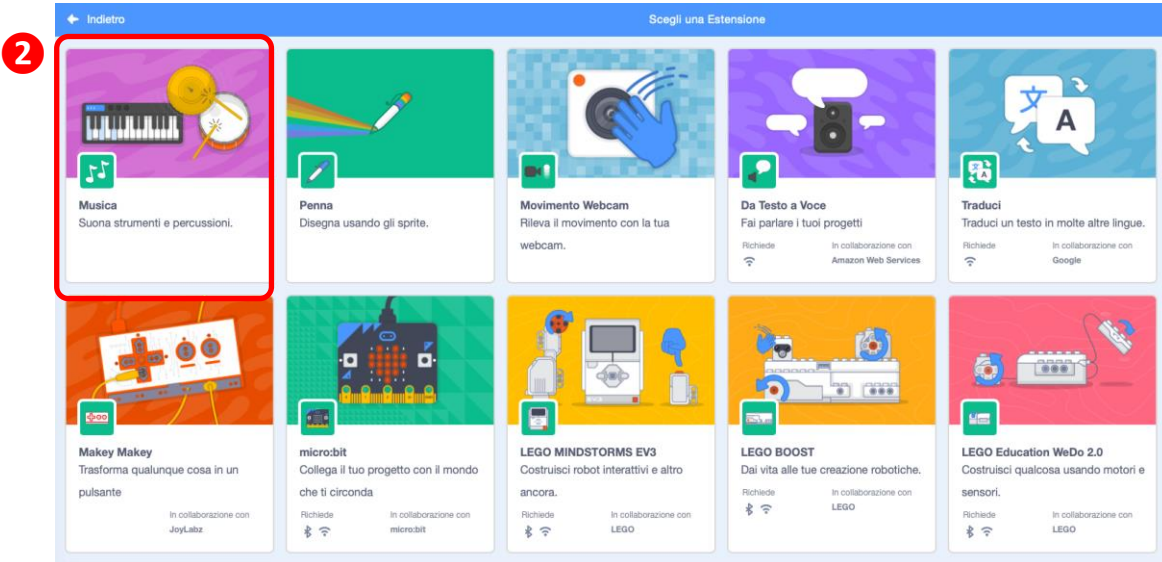 Indietro
Scegli una Estensione
2
Musica
Suona strumenti e percussioni.
Penna
Disegna usando gli sprite.
Movimento Webcam
Rileva il movimento con la tua
webcam.
Da Testo a Voce
Fai parlare i tuoi progetti
Richiede
In collaborazione con
Amazon Web Services
文 A
Traduci
Traduci un testo in molte altre lingue.
Richiede
In collaborazione con
Google
Makey Makey
Trasforma qualunque cosa in un
pulsante
In collaborazione con
JoyLabz
micro:bit
Collega il tuo progetto con il mondo
che ti circonda
Richiede
In collaborazione con
micro:bit
LEGO MINDSTORMS EV3
Costruisci robot interattivi e altro
ancora.
Richiede
In collaborazione con
LEGO
LEGO BOOST
Dai vita alle tue creazione robotiche.
Richiede
In collaborazione con
LEGO
LEGO Education WeDo 2.0
Costruisci qualcosa usando motori e
sensori.
Richiede
In collaborazione con
LEGO